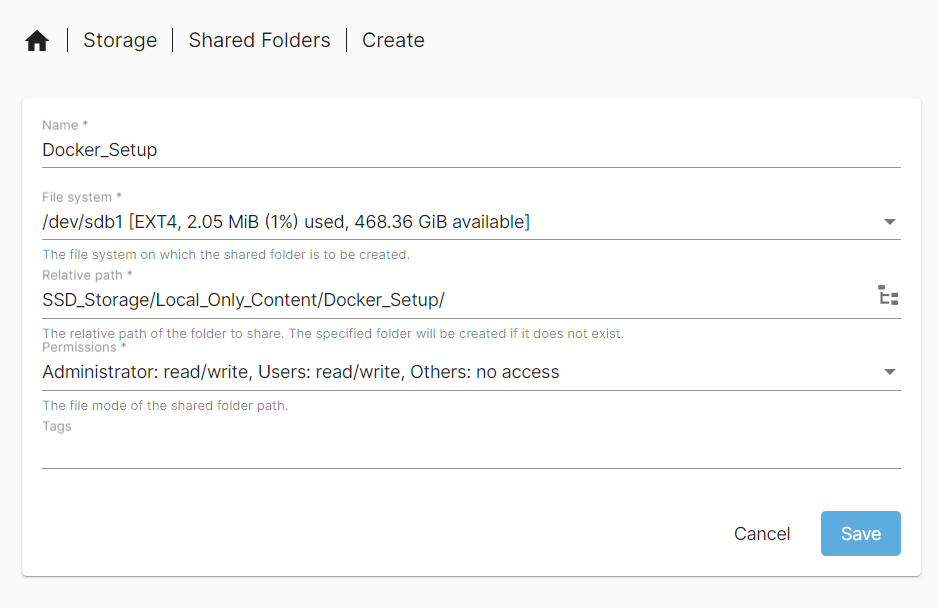 Storage | Shared Folders | Create
Name *
Docker_Setup
File system *
/dev/sdb1 [EXT4, 2.05 MiB (1%) used, 468.36 GiB available]
The file system on which the shared folder is to be created.
Relative path *
SSD_Storage/Local_Only_Content/Docker_Setup/
The relative path of the folder to share. The specified folder will be created if it does not exist.
Permissions *
Administrator: read/write, Users: read/write, Others: no access
The file mode of the shared folder path.
Tags
Cancel Save